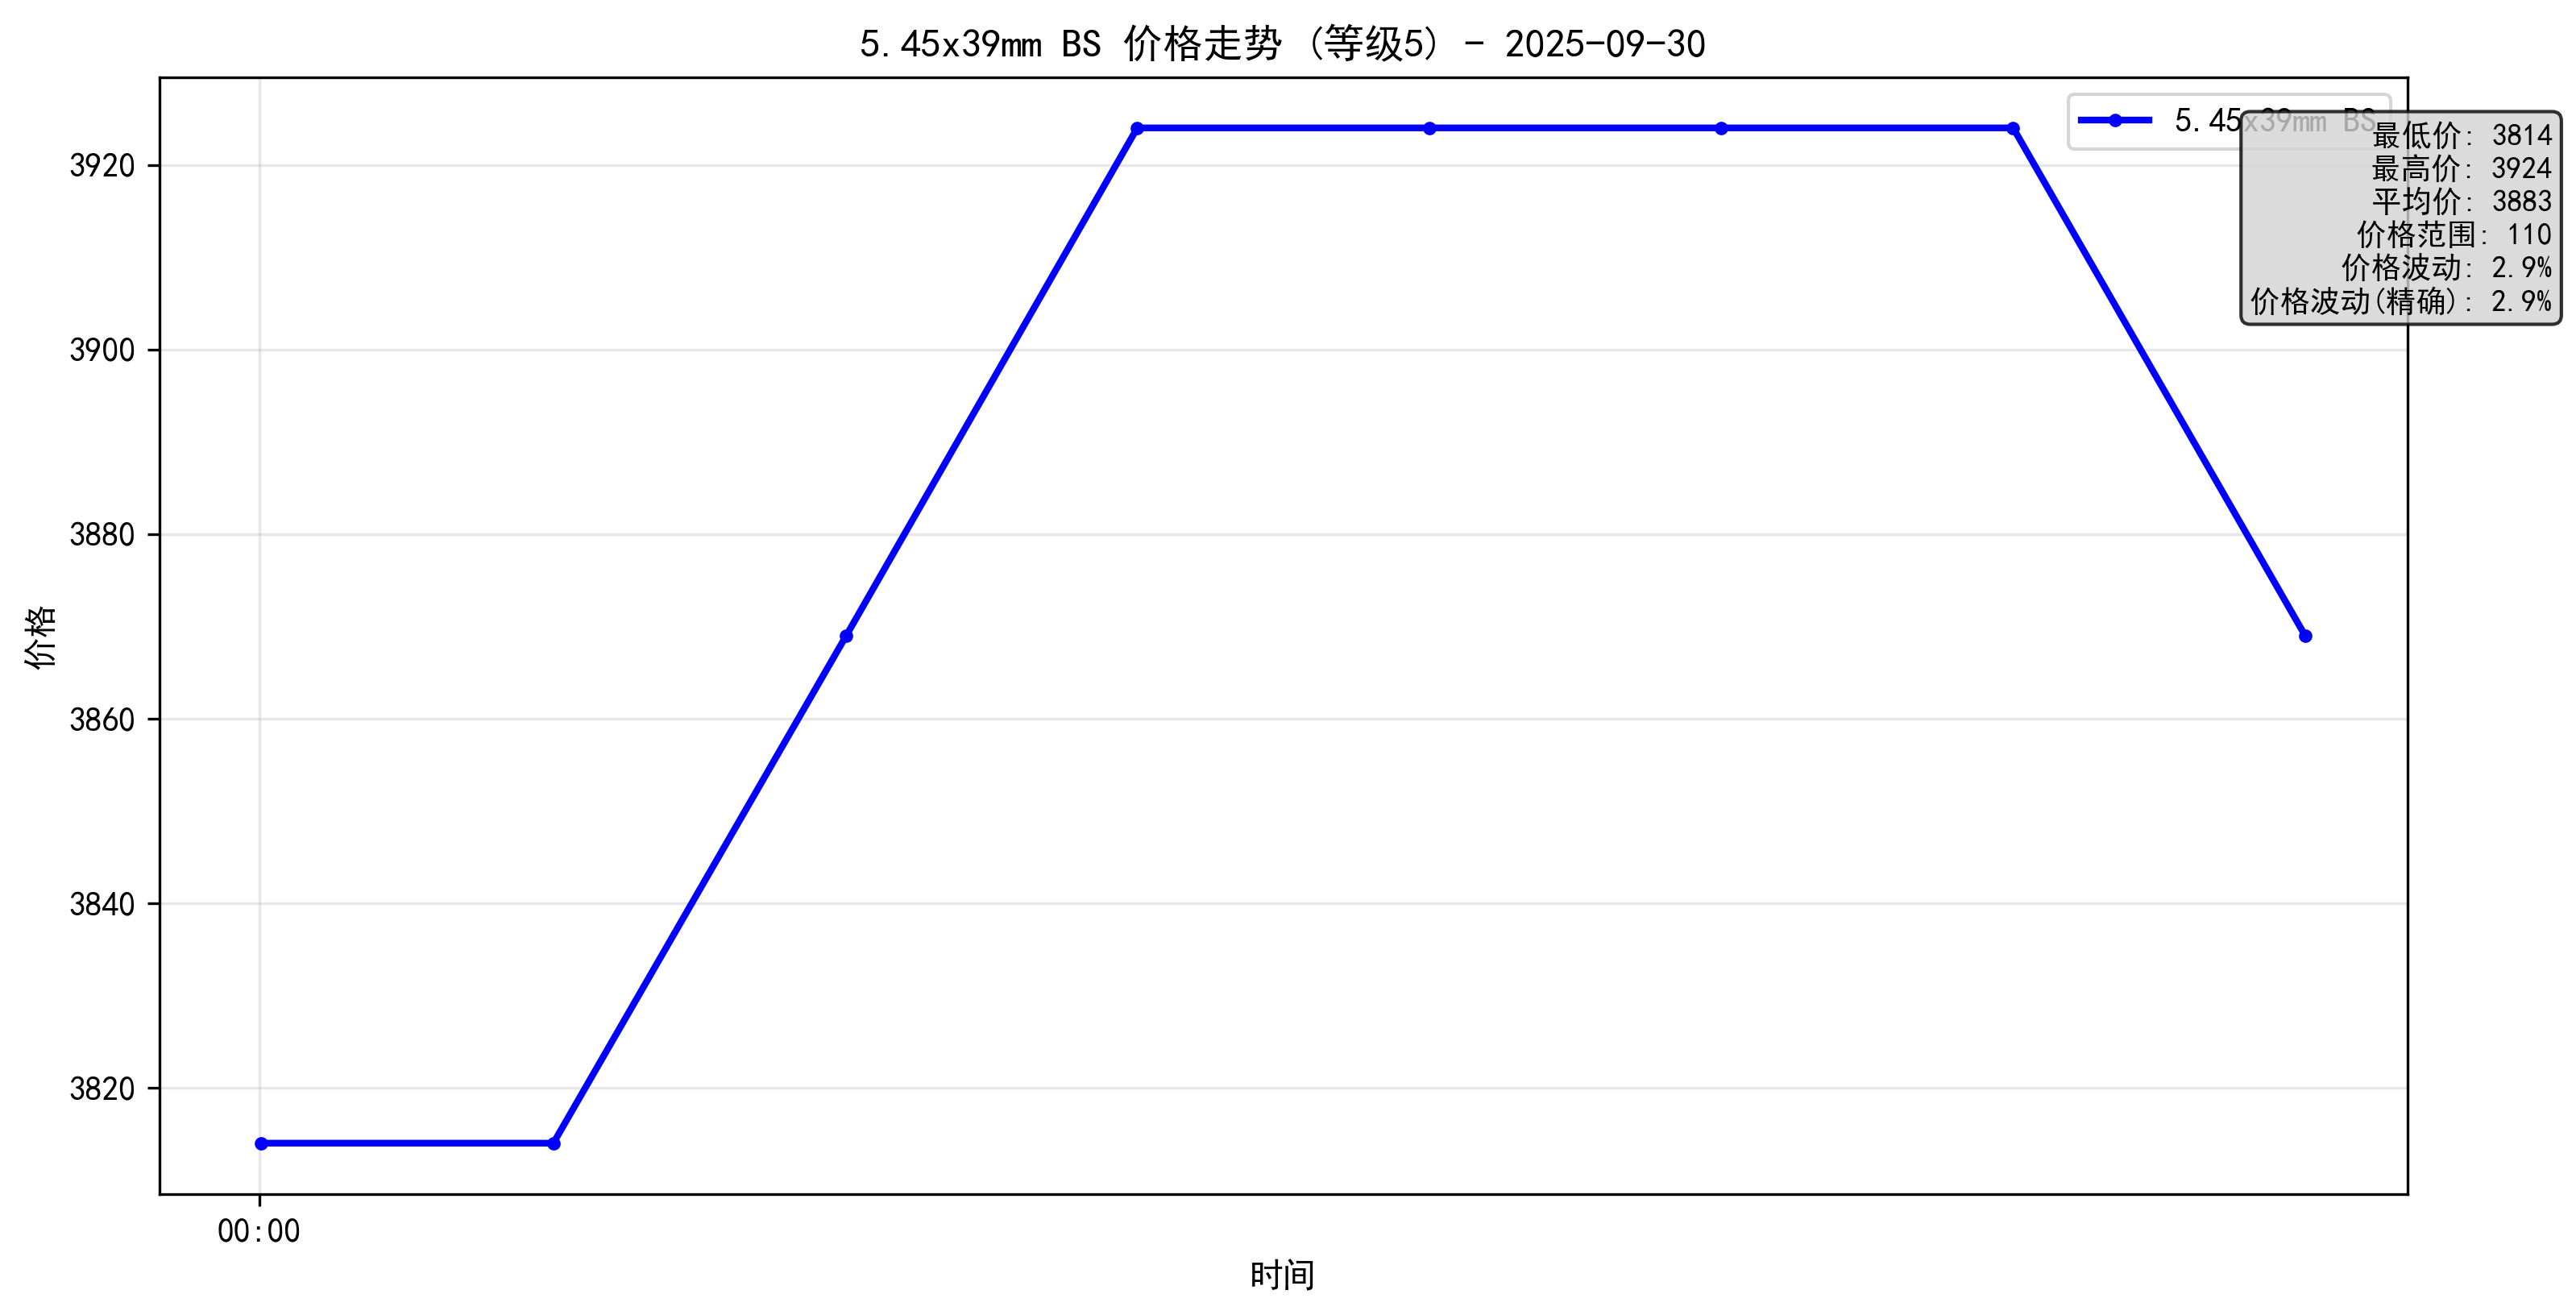 5.45x39mm BS 价格走势 (等级5) - 2025-09-30
5.45x39mm BS
最低价: 3814
最高价: 3924
平均价: 3883
价格范围: 110
价格波动: 2.9%
价格波动(精确): 2.9%
价格
3920
3900
3880
3860
3840
3820
00:00
时间